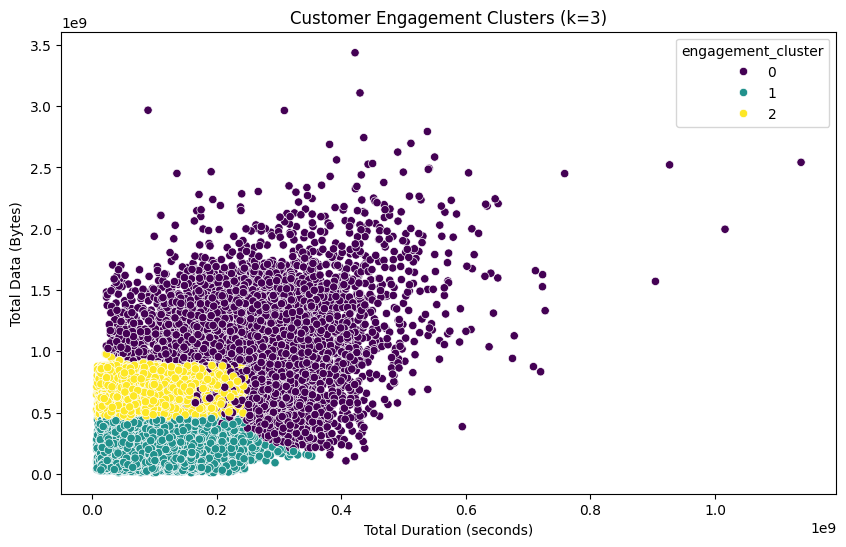 Customer Engagement Clusters (k=3)
1e9
3.5
3.0
2.5
2.0
1.5
1.0
0.5
0.0
Total Data (Bytes)
engagement_cluster
0
1
2
0.0 0.2 0.4 0.6 0.8 1.0
1e9
Total Duration (seconds)